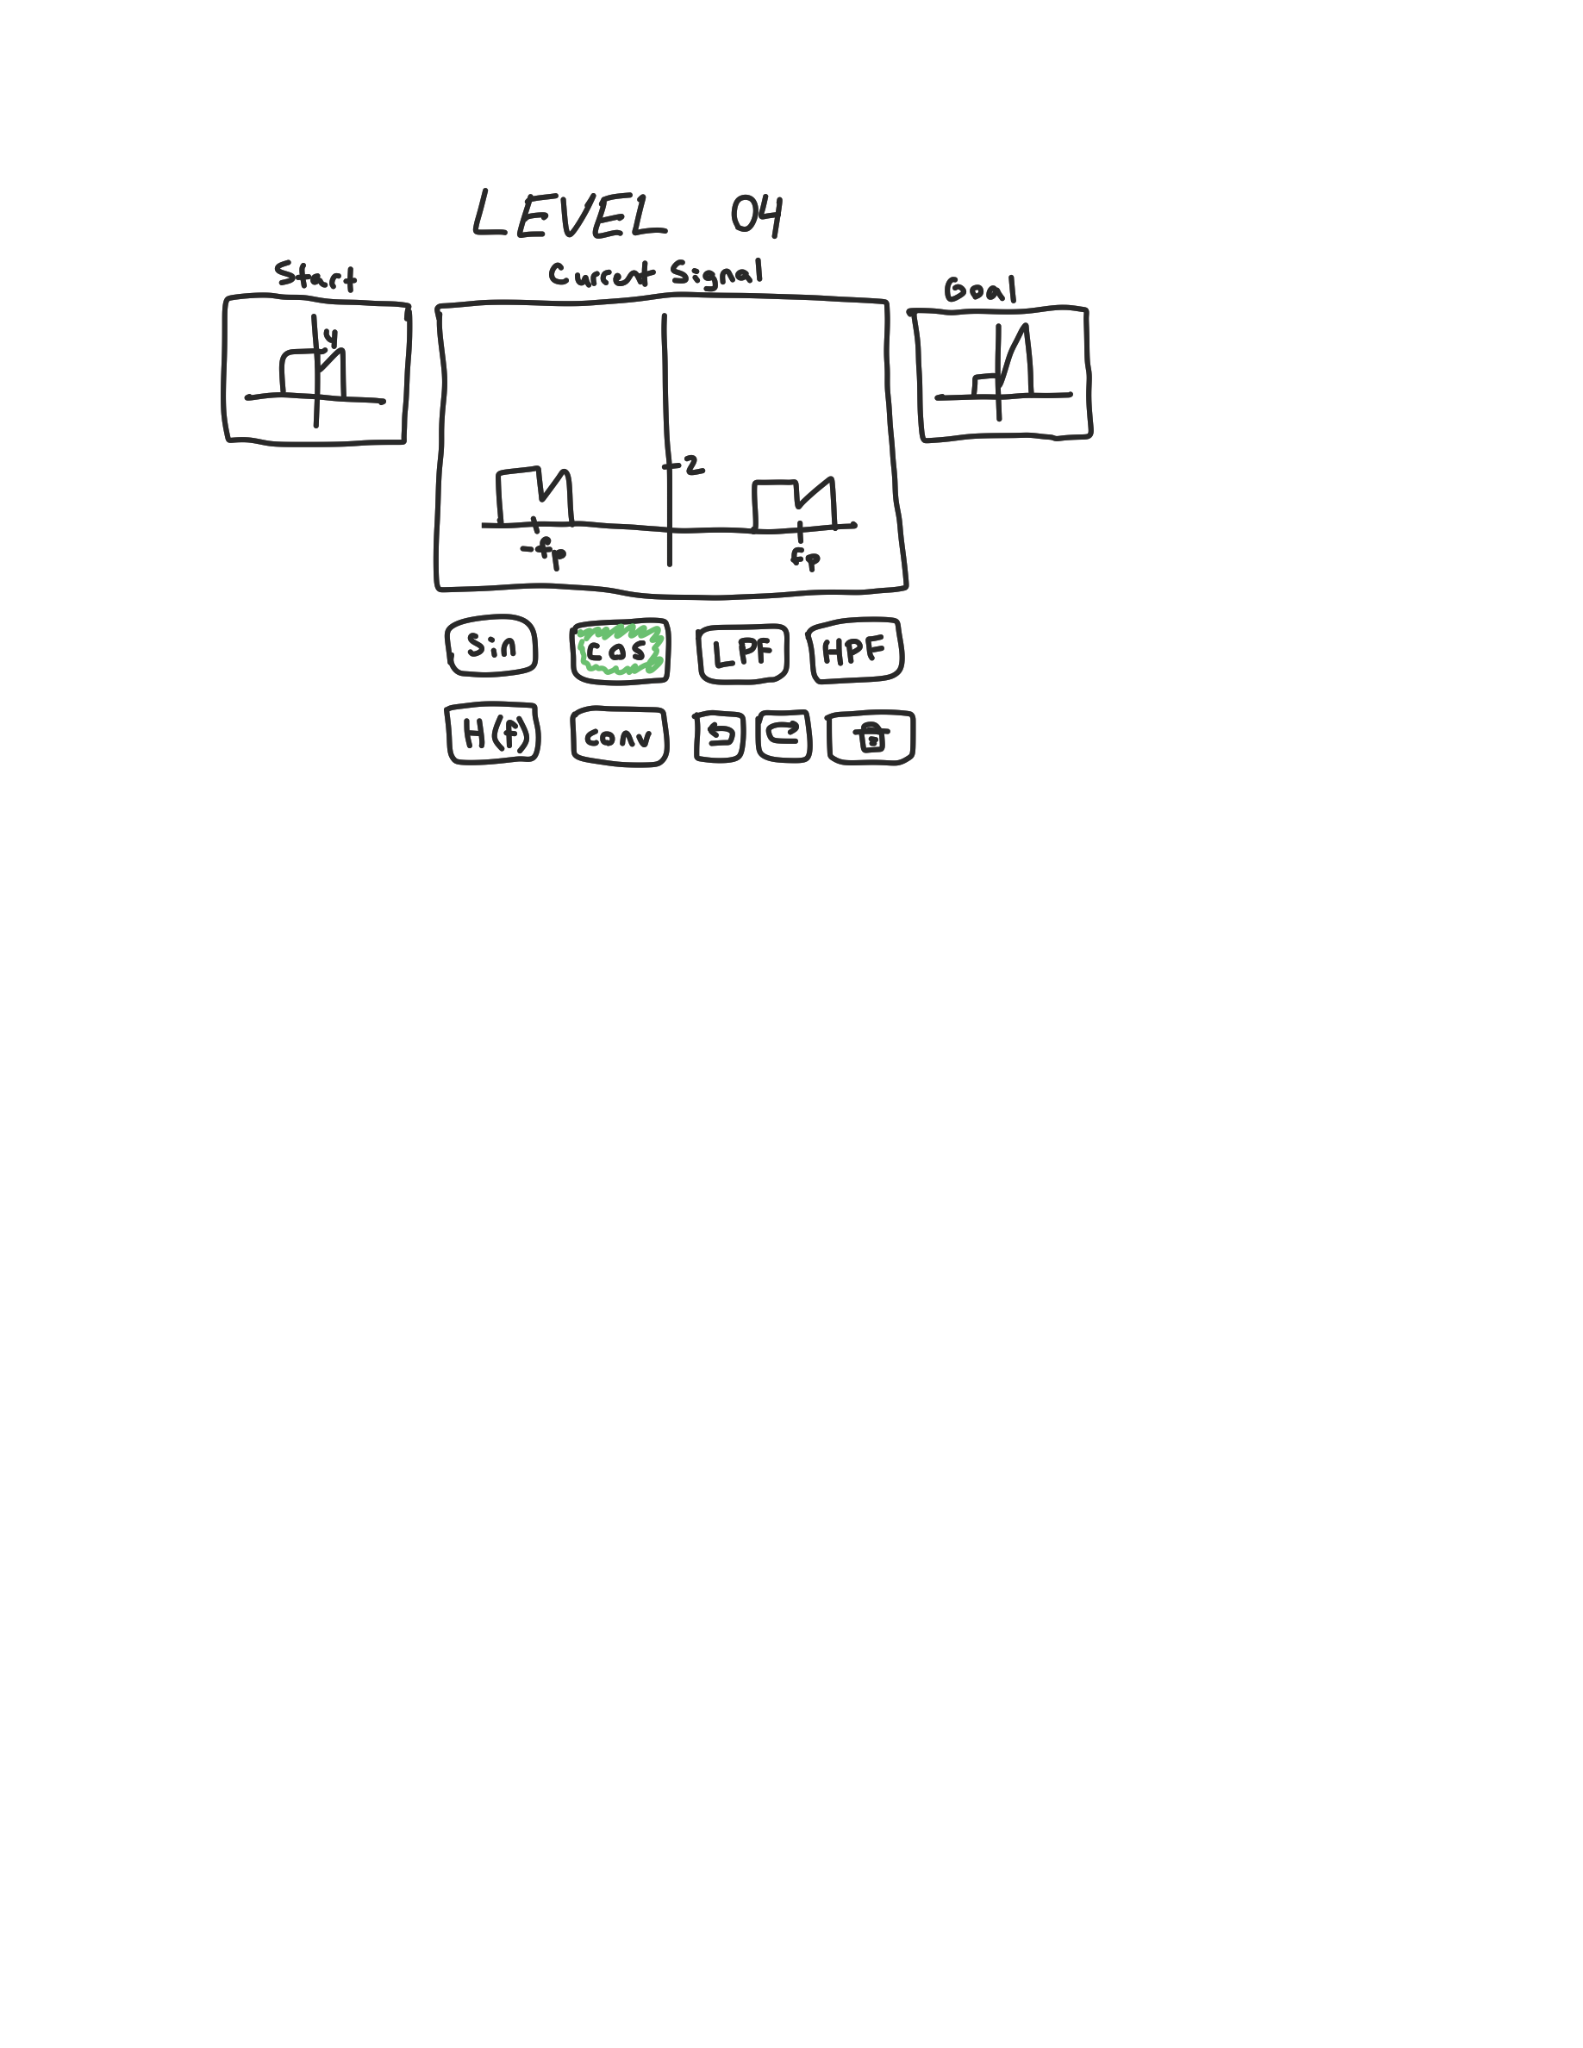 LEVEL 04
Start
Current Signal
Goal
4
2
-fp
fp
Sin
cos
LPF
HPF
H(f)
conv